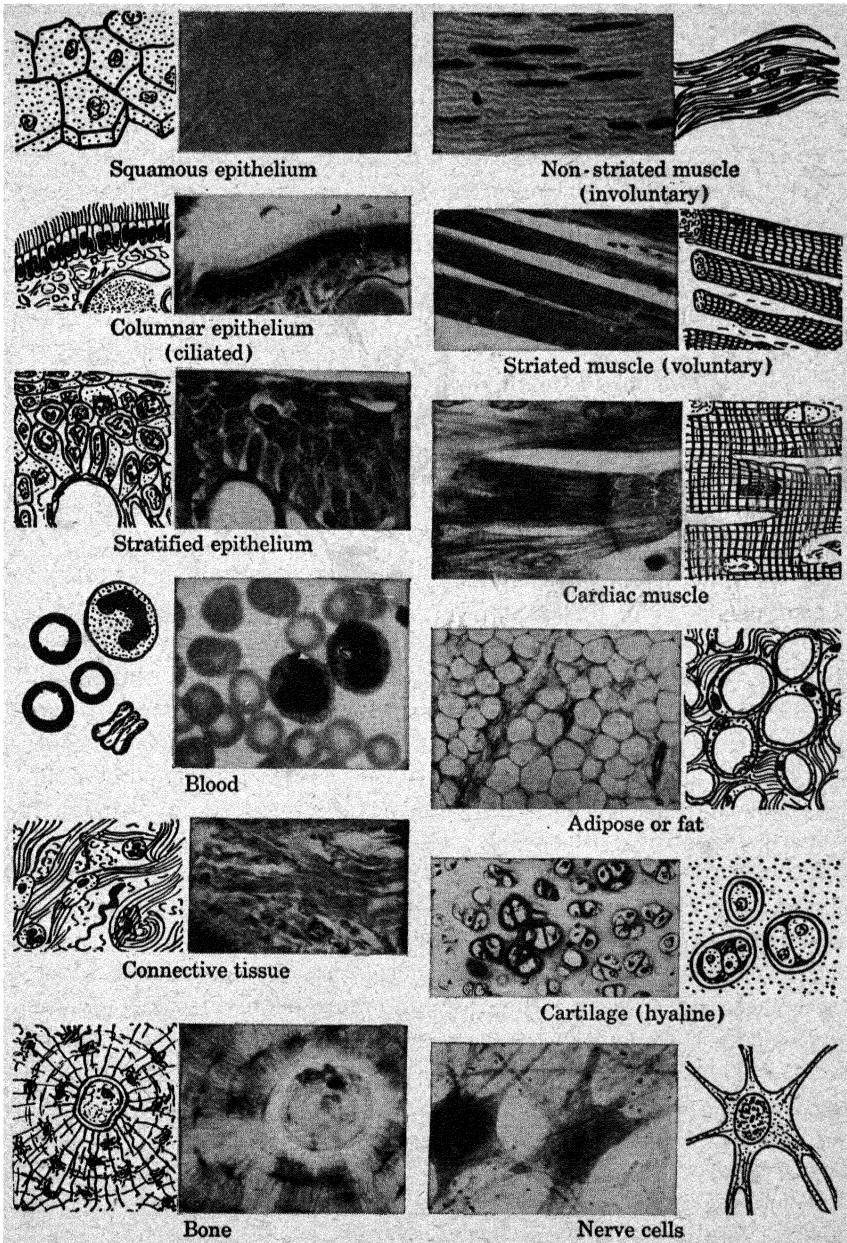 Squamous epithelium
Non-striated muscle
(involuntary)
Columnar epithelium
(ciliated)
Striated muscle (voluntary)
Stratified epithelium
Cardiac muscle
Blood
Adipose or fat
Connective tissue
Cartilage (hyaline)
Bone
Nerve cells